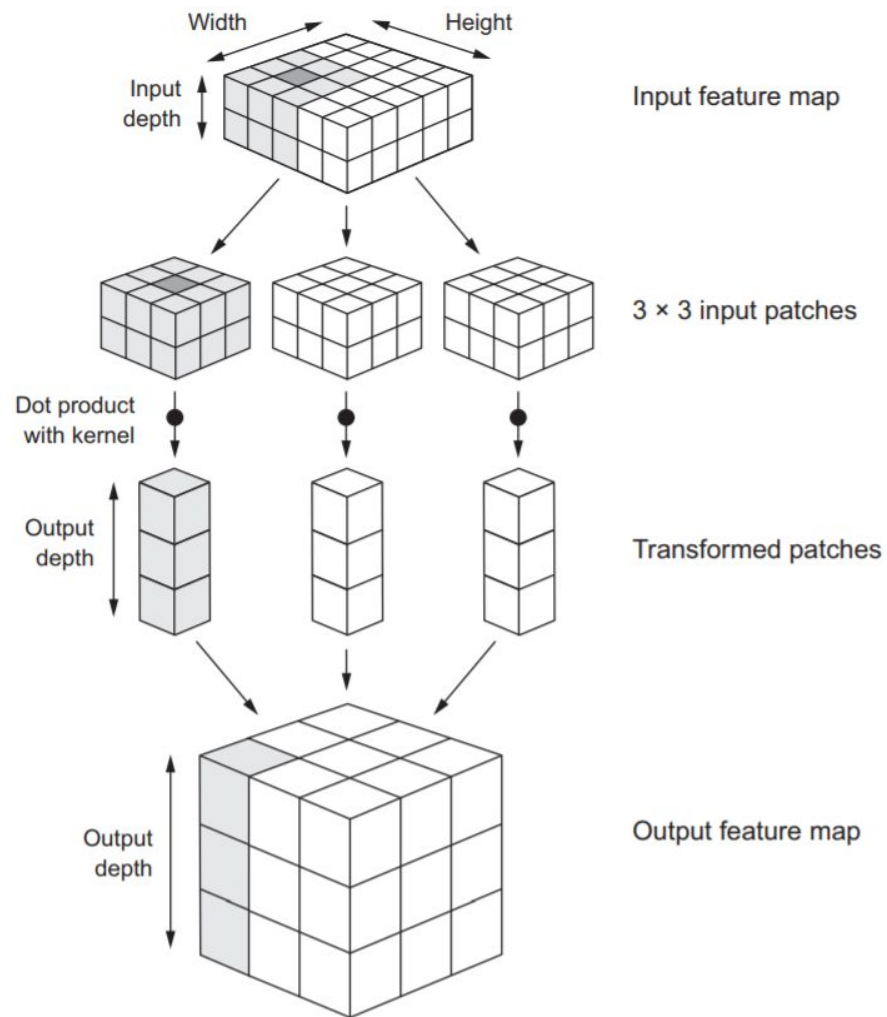 Width
Height
Input
depth
Input feature map
3 × 3 input patches
Dot product
with kernel
Output
depth
Transformed patches
Output
depth
Output feature map